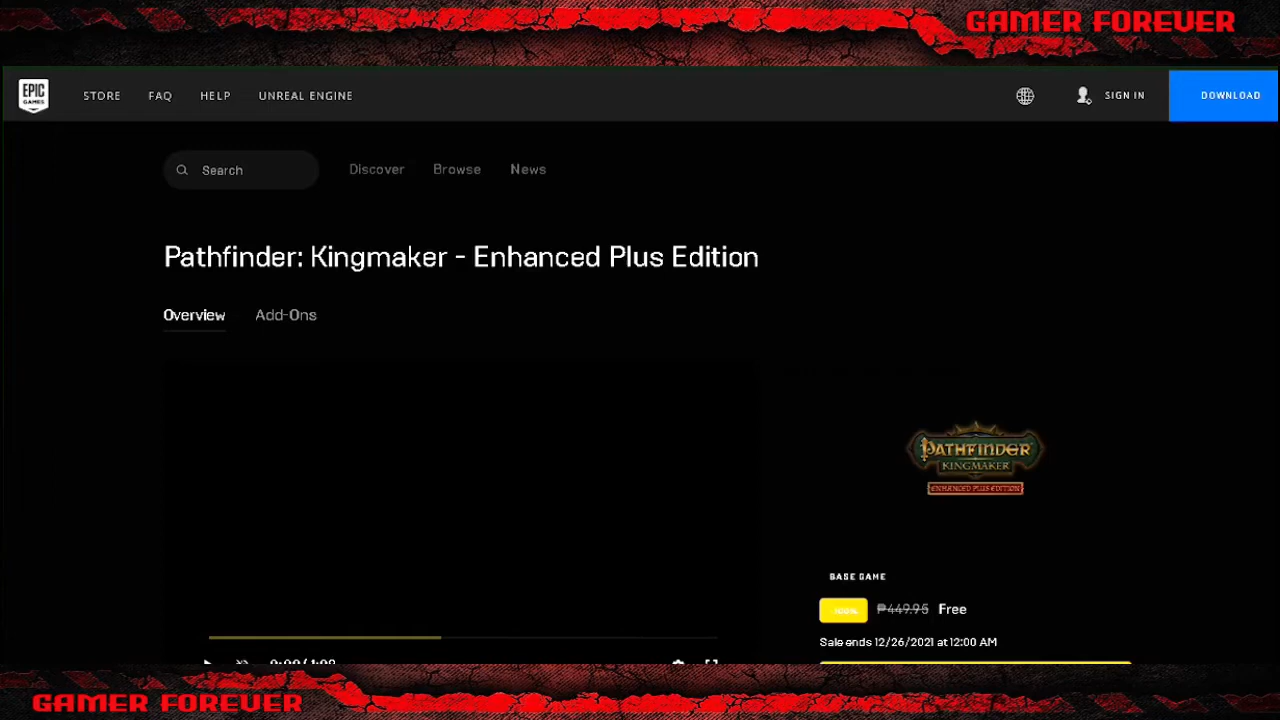 GAMER FOREVER
EPIC
GAMES
STORE FAQ HELP UNREAL ENGINE SIGN IN DOWNLOAD
Search Discover Browse News
Pathfinder: Kingmaker - Enhanced Plus Edition
Overview Add-Ons
PATHFINDER
KINGMAKER
ENHANCED PLUS EDITION
BASE GAME
-100% ₱449.95 Free
Sale ends 12/26/2021 at 12:00 AM
GAMER FOREVER